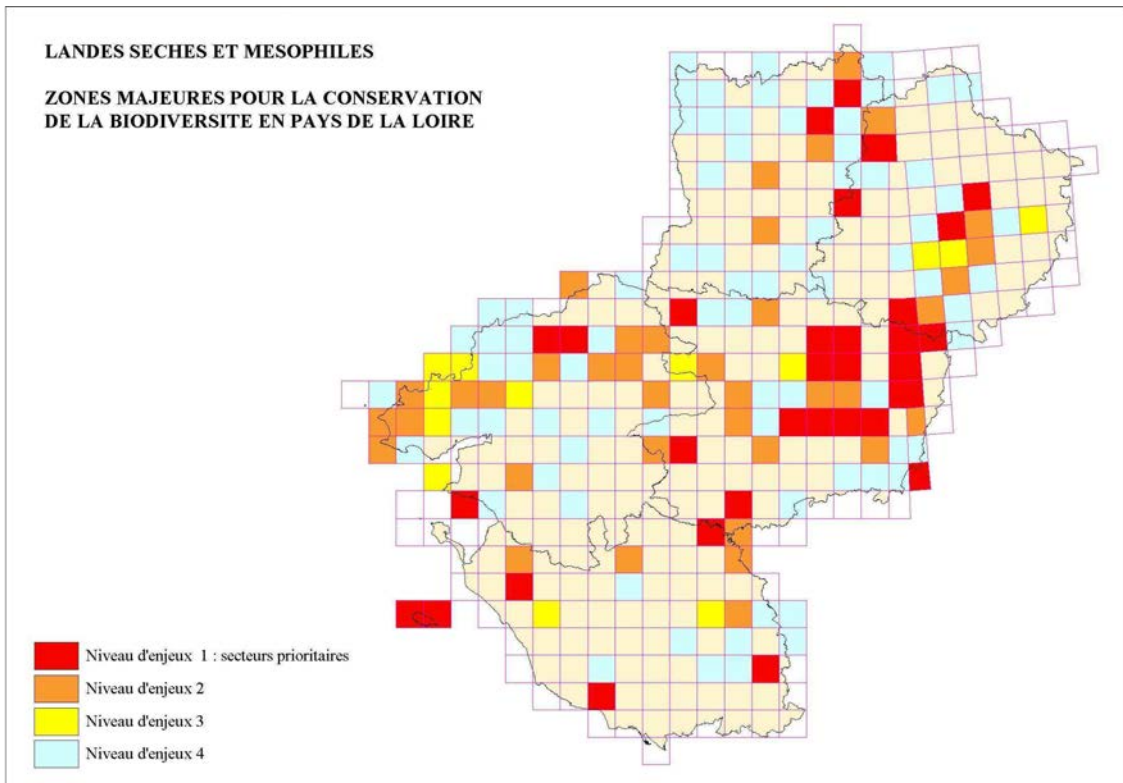 LANDES SECHES ET MESOPHILES
ZONES MAJEURES POUR LA CONSERVATION
DE LA BIODIVERSITE EN PAYS DE LA LOIRE
Niveau d'enjeux 1 : secteurs prioritaires
Niveau d'enjeux 2
Niveau d'enjeux 3
Niveau d'enjeux 4